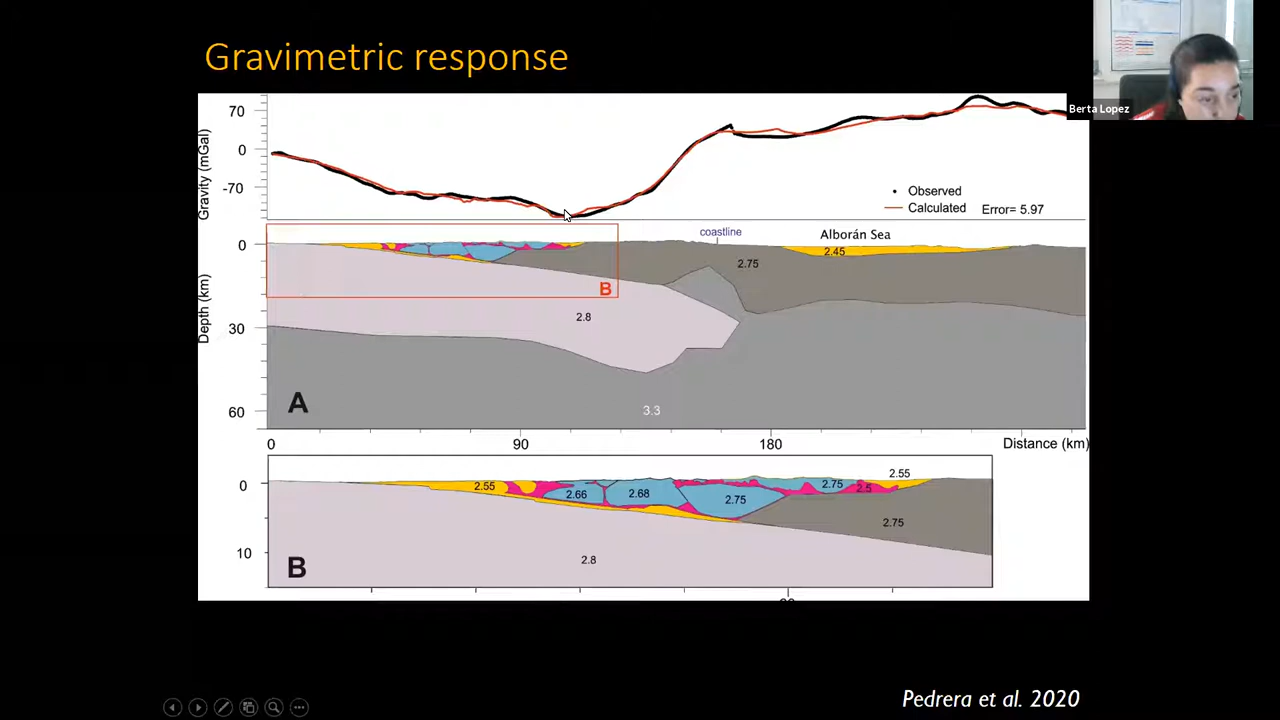 Gravimetric response
Berta Lopez
70
0
-70
Gravity (mGal)
Observed
Calculated
Error= 5.97
coastline
Alborán Sea
0
2.45
2.75
B
2.8
Depth (km)
30
A
3.3
60
0
90
180
Distance (km)
0
2.55
2.66
2.68
2.75
2.75
2.5
2.55
2.75
10
2.8
B
Pedrera et al. 2020